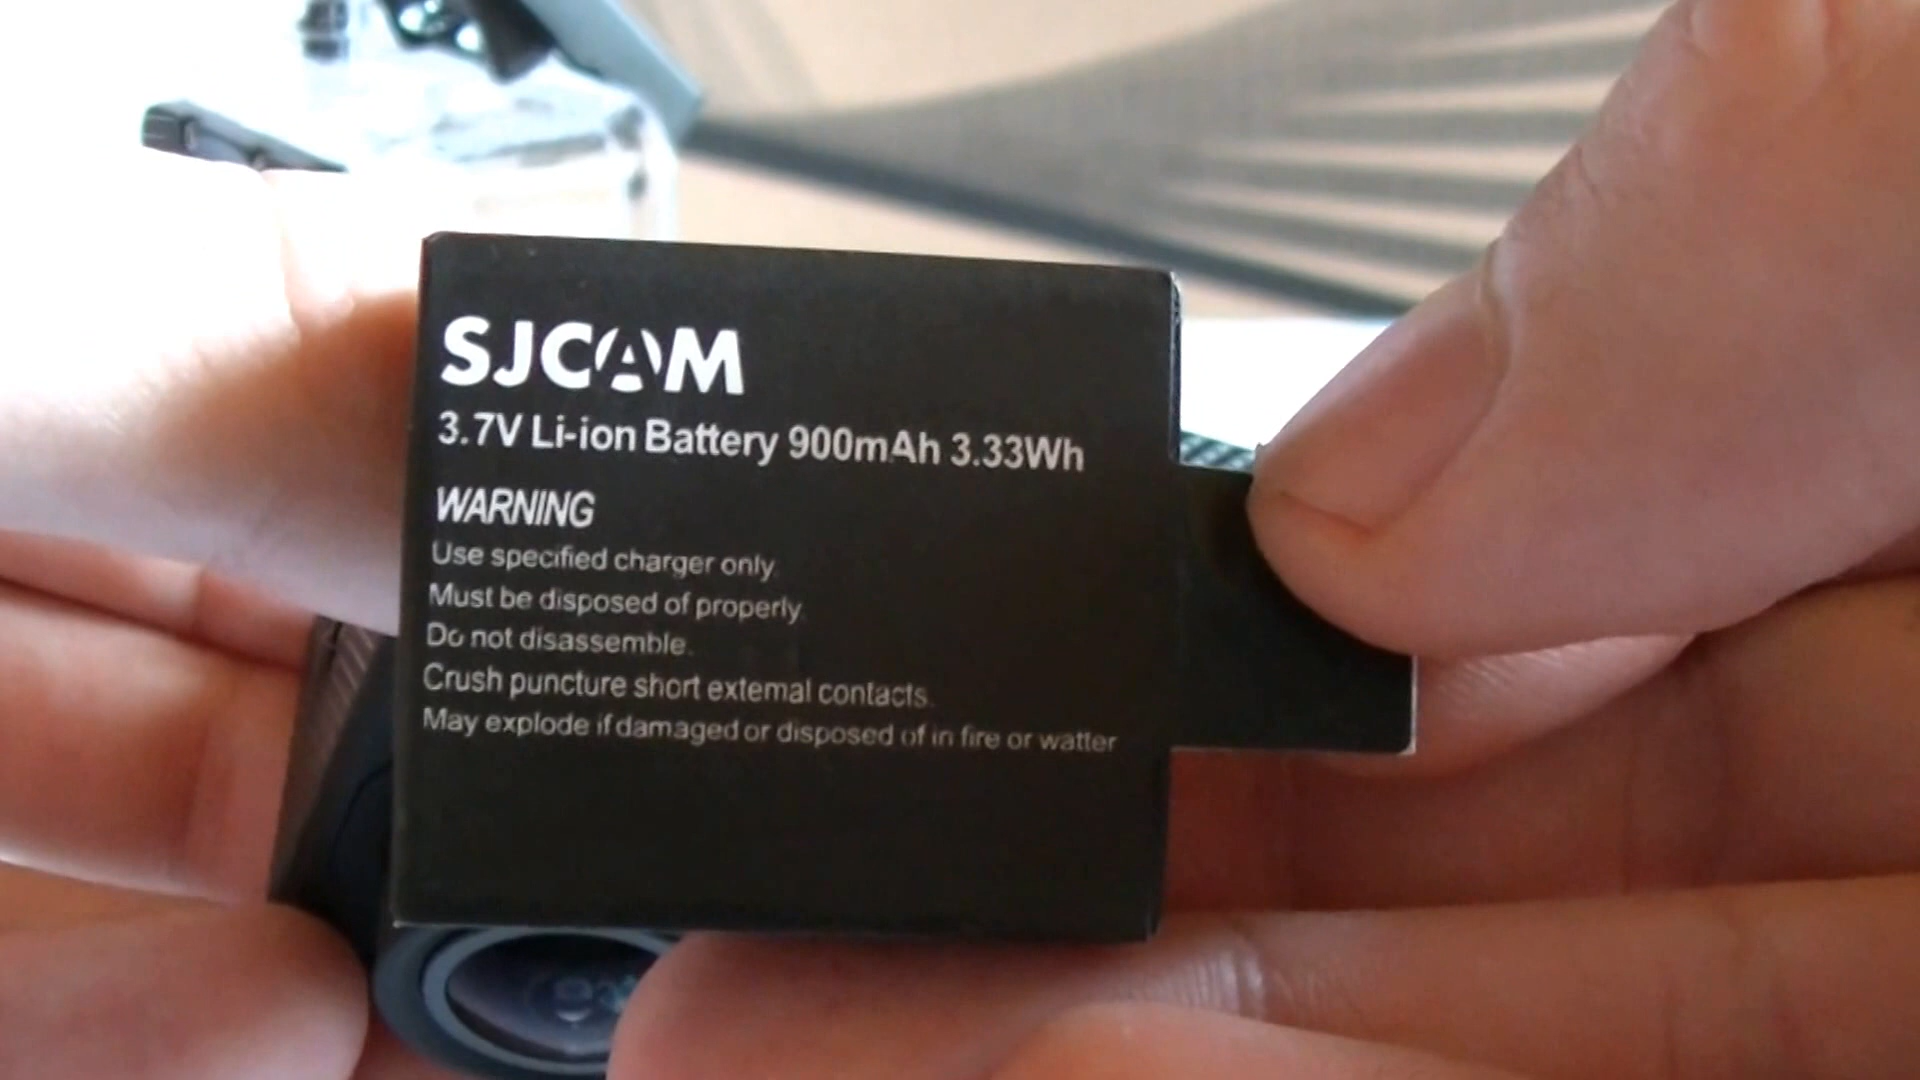 SJCAM
3.7V Li-ion Battery 900mAh 3.33Wh
WARNING
Use specified charger only.
Must be disposed of properly.
Do not disassemble.
Crush puncture short external contacts.
May explode if damaged or disposed of in fire or watter